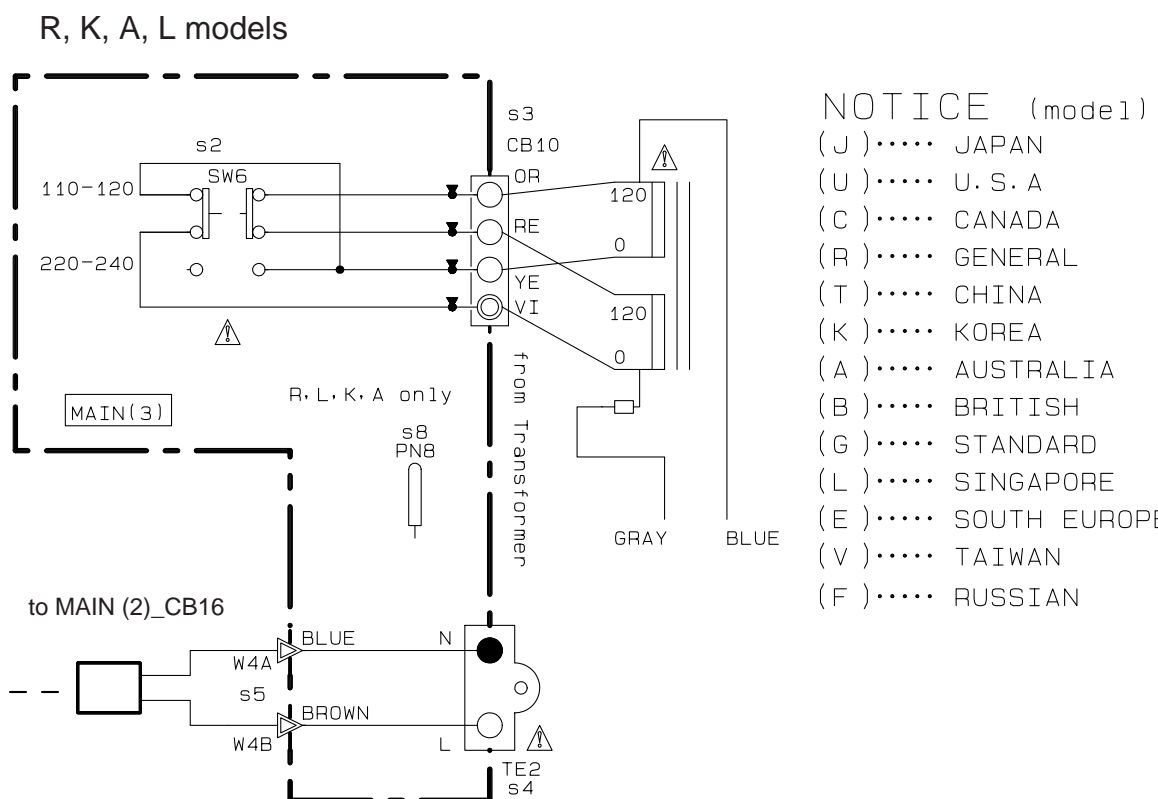 R, K, A, L models
s3
CB10
s2
SW6
110-120
220-240
OR
RE
YE
VI
120
0
120
0
MAIN(3)
R, L, K, A only
s8
PN8
from Transformer
GRAY
BLUE
to MAIN (2)_CB16
W4A
BLUE
N
s5
W4B
BROWN
L
TE2
s4
NOTICE (model)
(J)..... JAPAN
(U)..... U.S.A
(C)..... CANADA
(R)..... GENERAL
(T)..... CHINA
(K)..... KOREA
(A)..... AUSTRALIA
(B)..... BRITISH
(G)..... STANDARD
(L)..... SINGAPORE
(E)..... SOUTH EUROPE
(V)..... TAIWAN
(F)..... RUSSIAN